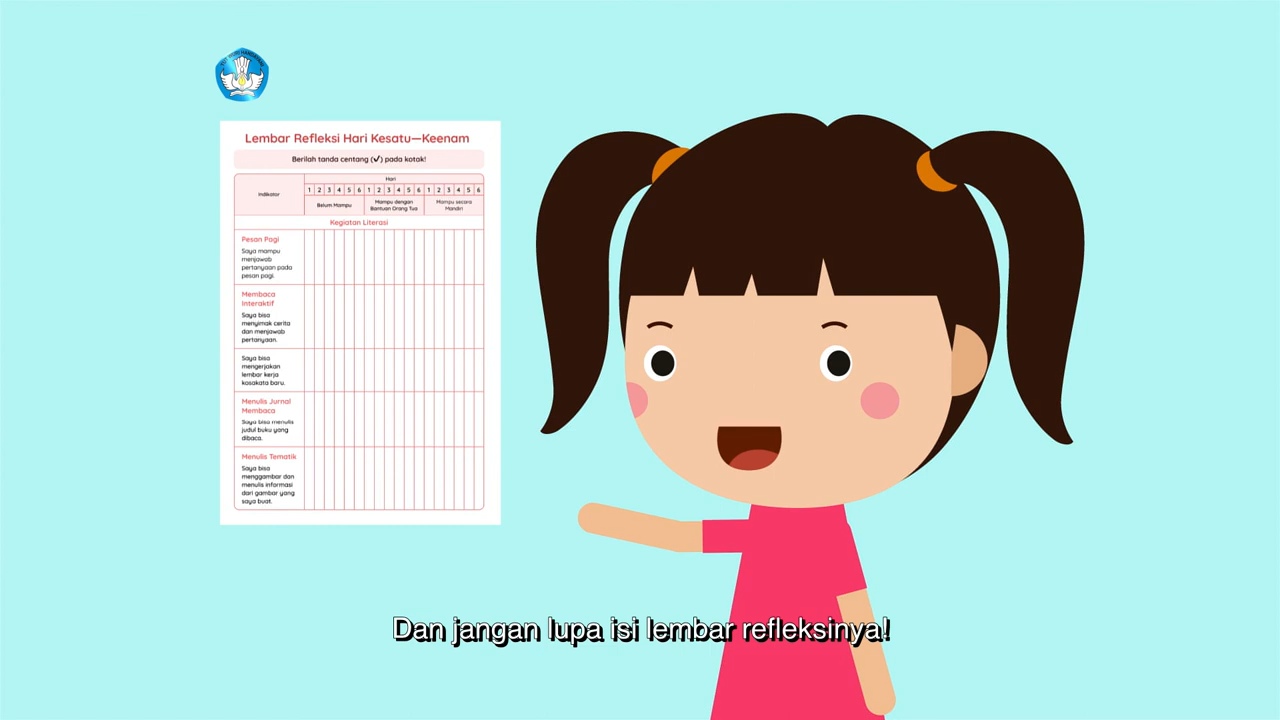 TUT WURI HANDAYANI
Lembar Refleksi Hari Kesatu—Keenam
Berilah tanda centang (✓) pada kotak!
Indikator
Hari
1 2 3 4 5 6 1 2 3 4 5 6 1 2 3 4 5 6
Belum Mampu
Mampu dengan
Bantuan Orang Tua
Mampu secara
Mandiri
Kegiatan Literasi
Pesan Pagi
Saya mampu
menjawab
pertanyaan pada
pesan pagi.
Membaca
Interaktif
Saya bisa
menyimak cerita
dan menjawab
pertanyaan.
Saya bisa
mengerjakan
lembar kerja
kosakata baru.
Menulis Jurnal
Membaca
Saya bisa menulis
judul buku yang
dibaca.
Menulis Tematik
Saya bisa
menggambar dan
menulis informasi
dari gambar yang
saya buat.
Dan jangan lupa isi lembar refleksinya!